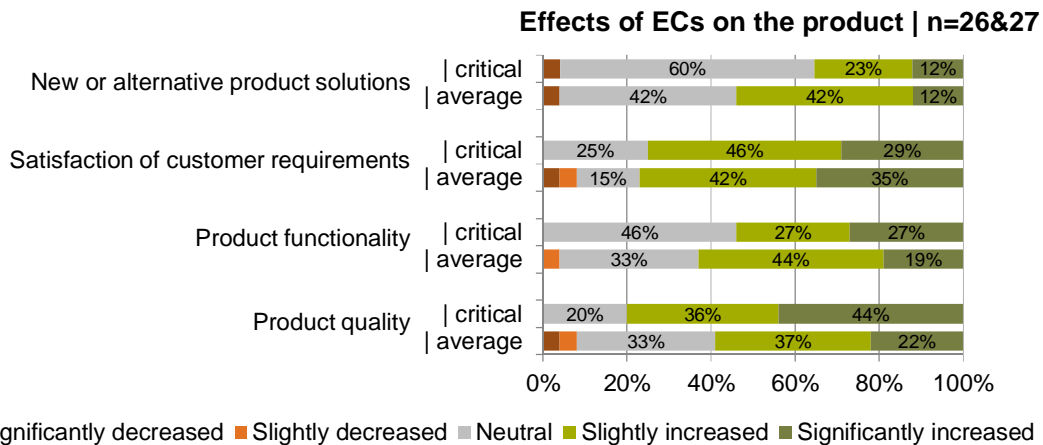 Effects of ECs on the product | n=26&27
New or alternative product solutions
| critical
60%
23%
12%
| average
42%
42%
12%
Satisfaction of customer requirements
| critical
25%
46%
29%
| average
15%
42%
35%
Product functionality
| critical
46%
27%
27%
| average
33%
44%
19%
Product quality
| critical
20%
36%
44%
| average
33%
37%
22%
0% 20% 40% 60% 80% 100%
gnificantly decreased Slightly decreased Neutral Slightly increased Significantly increased